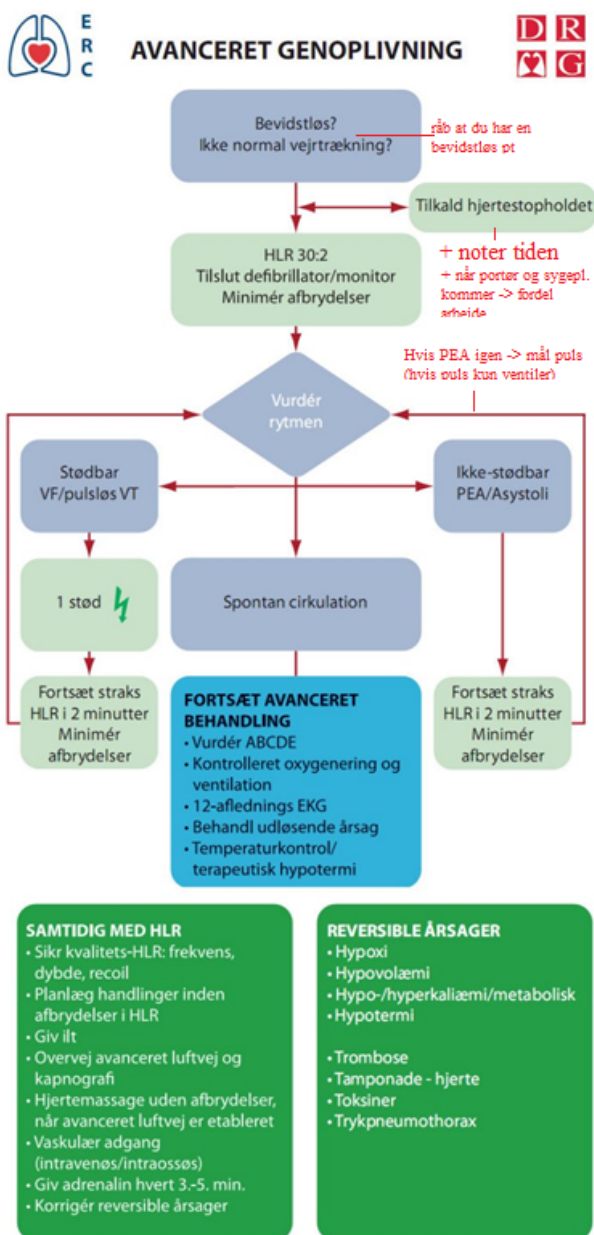 E
R
C
AVANCERET GENOPLIVNING
D R
G
Bevidstløs?
Ikke normal vejrtrækning?
råb at du har en
bevidstløs pt
Tilkald hjertestopholdet
+ noter tiden
+ når portør og sygepl.
kommer -> fordel
arbejde
HLR 30:2
Tilslut defibrillator/monitor
Minimér afbrydelser
Hvis PEA igen -> mål puls
(hvis puls kun ventiler)
Vurdér
rytmen
Stødbar
VF/pulsløs VT
Ikke-stødbar
PEA/Asystoli
1 stød
Spontan cirkulation
Fortsæt straks
HLR i 2 minutter
Minimér
afbrydelser
FORTSÆT AVANCERET
BEHANDLING
• Vurdér ABCDE
• Kontrolleret oxygenering og
ventilation
• 12-aflednings EKG
• Behandl udløsende årsag
• Temperaturkontrol/
terapeutisk hypotermi
Fortsæt straks
HLR i 2 minutter
Minimér
afbrydelser
SAMTIDIG MED HLR
• Sikr kvalitets-HLR: frekvens,
dybde, recoil
• Planlæg handlinger inden
afbrydelser i HLR
• Giv ilt
• Overvej avanceret luftvej og
kapnografi
• Hjertemassage uden afbrydelser,
når avanceret luftvej er etableret
• Vaskulær adgang
(intravenøs/intraossøs)
• Giv adrenalin hvert 3.-5. min.
• Korrigér reversible årsager
REVERSIBLE ÅRSAGER
• Hypoxi
• Hypovolæmi
• Hypo-/hyperkaliæmi/metabolisk
• Hypotermi
• Trombose
• Tamponade - hjerte
• Toksiner
• Trykpneumothorax